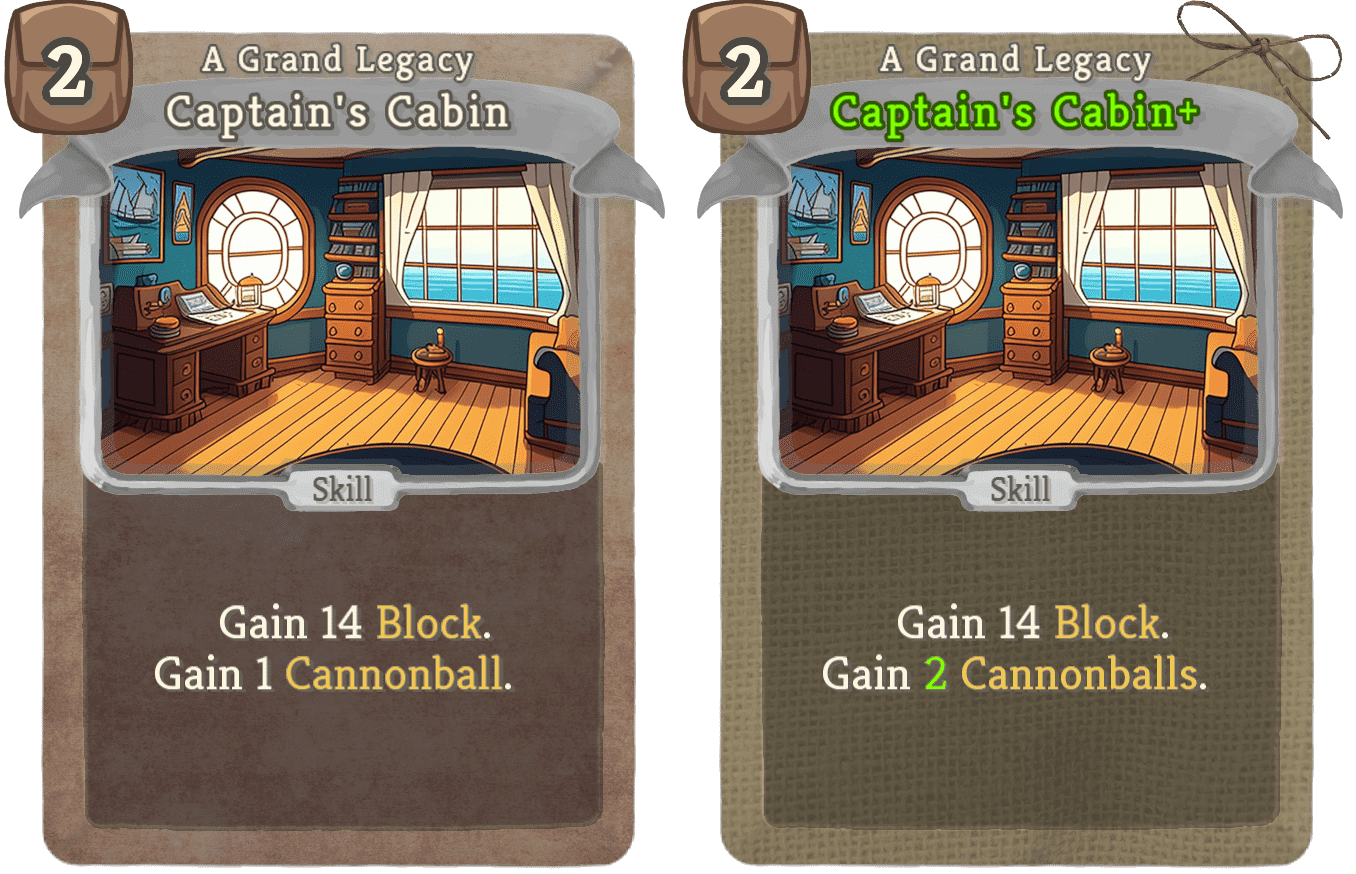 2
A Grand Legacy
Captain's Cabin
Skill
Gain 14 Block.
Gain 1 Cannonball.
2
A Grand Legacy
Captain's Cabin+
Skill
Gain 14 Block.
Gain 2 Cannonballs.